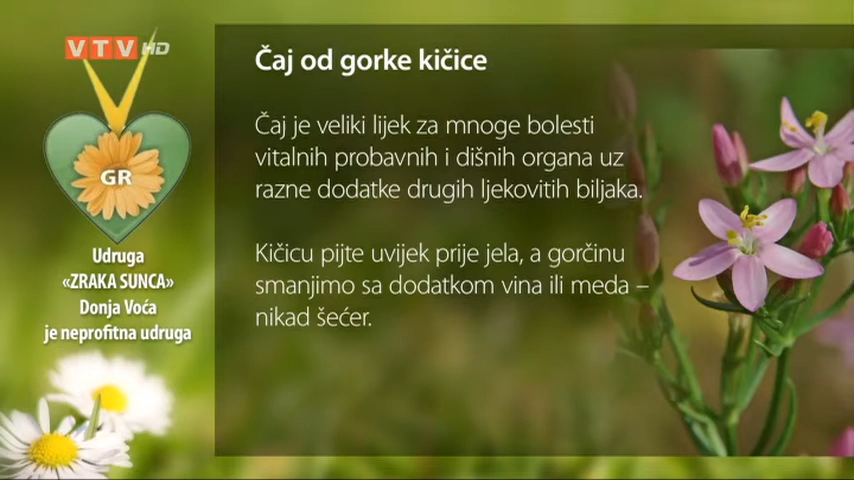 VTV HD
GR
Udruga
«ZRAKA SUNCA»
Donja Voća
je neprofitna udruga
Čaj od gorke kičice
Čaj je veliki lijek za mnoge bolesti
vitalnih probavnih i dišnih organa uz
razne dodatke drugih ljekovitih biljaka.
Kičicu pijte uvijek prije jela, a gorčinu
smanjimo sa dodatkom vina ili meda –
nikad šećer.